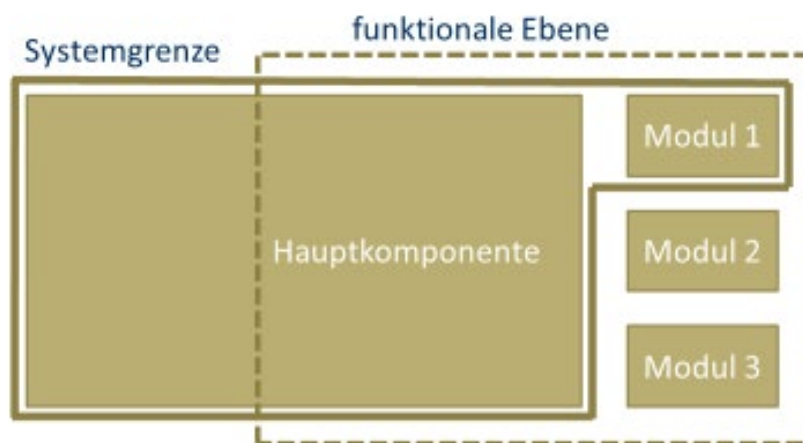 funktionale Ebene
Systemgrenze
Modul 1
Hauptkomponente
Modul 2
Modul 3